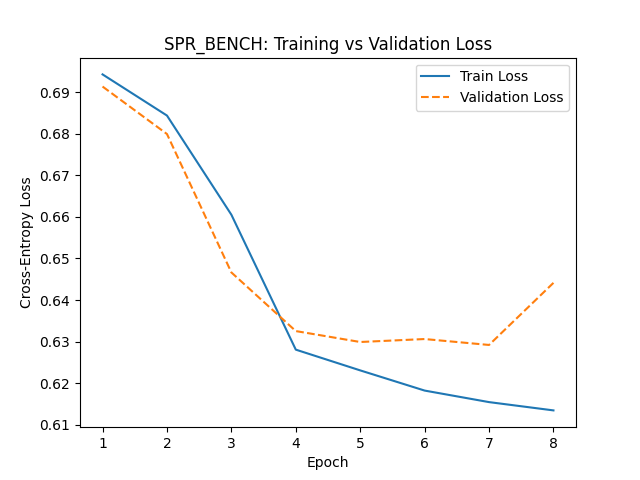 SPR_BENCH: Training vs Validation Loss
Train Loss
Validation Loss
Cross-Entropy Loss
0.69
0.68
0.67
0.66
0.65
0.64
0.63
0.62
0.61
1 2 3 4 5 6 7 8
Epoch